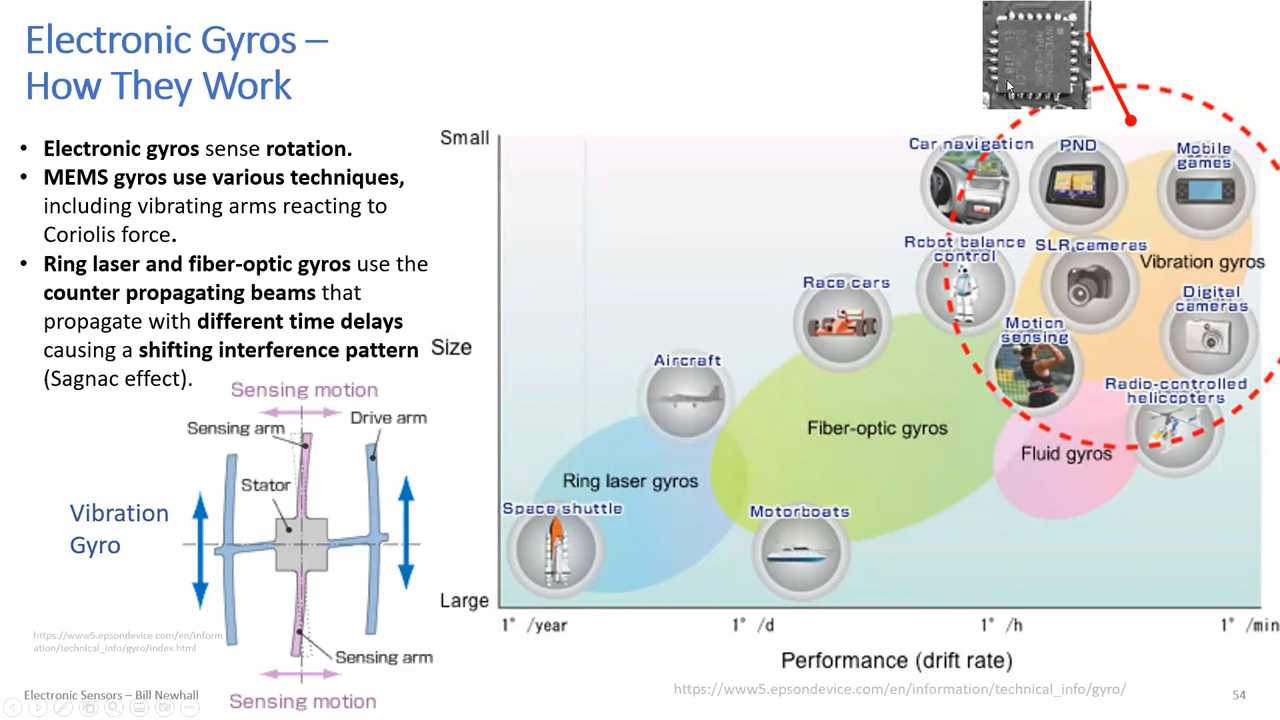 Electronic Gyros –
How They Work
• Electronic gyros sense rotation.
• MEMS gyros use various techniques,
including vibrating arms reacting to
Coriolis force.
• Ring laser and fiber-optic gyros use the
counter propagating beams that
propagate with different time delays
causing a shifting interference pattern
(Sagnac effect).
Sensing motion
Sensing arm
Drive arm
Stator
Vibration
Gyro
Sensing arm
Sensing motion
https://www5.epsondevice.com/en/inform
ation/technical_info/gyro/index.html
Electronic Sensors – Bill Newhall
Small
Size
Large
Car navigation
PND
Mobile
games
Robot balance
control
SLR cameras
Vibration gyros
Race cars
Digital
cameras
Motion
sensing
Aircraft
Radio-controlled
helicopters
Fiber-optic gyros
Fluid gyros
Ring laser gyros
Space shuttle
Motorboats
1° /year
1° /d
1° /h
1° /min
Performance (drift rate)
https://www5.epsondevice.com/en/information/technical_info/gyro/
54